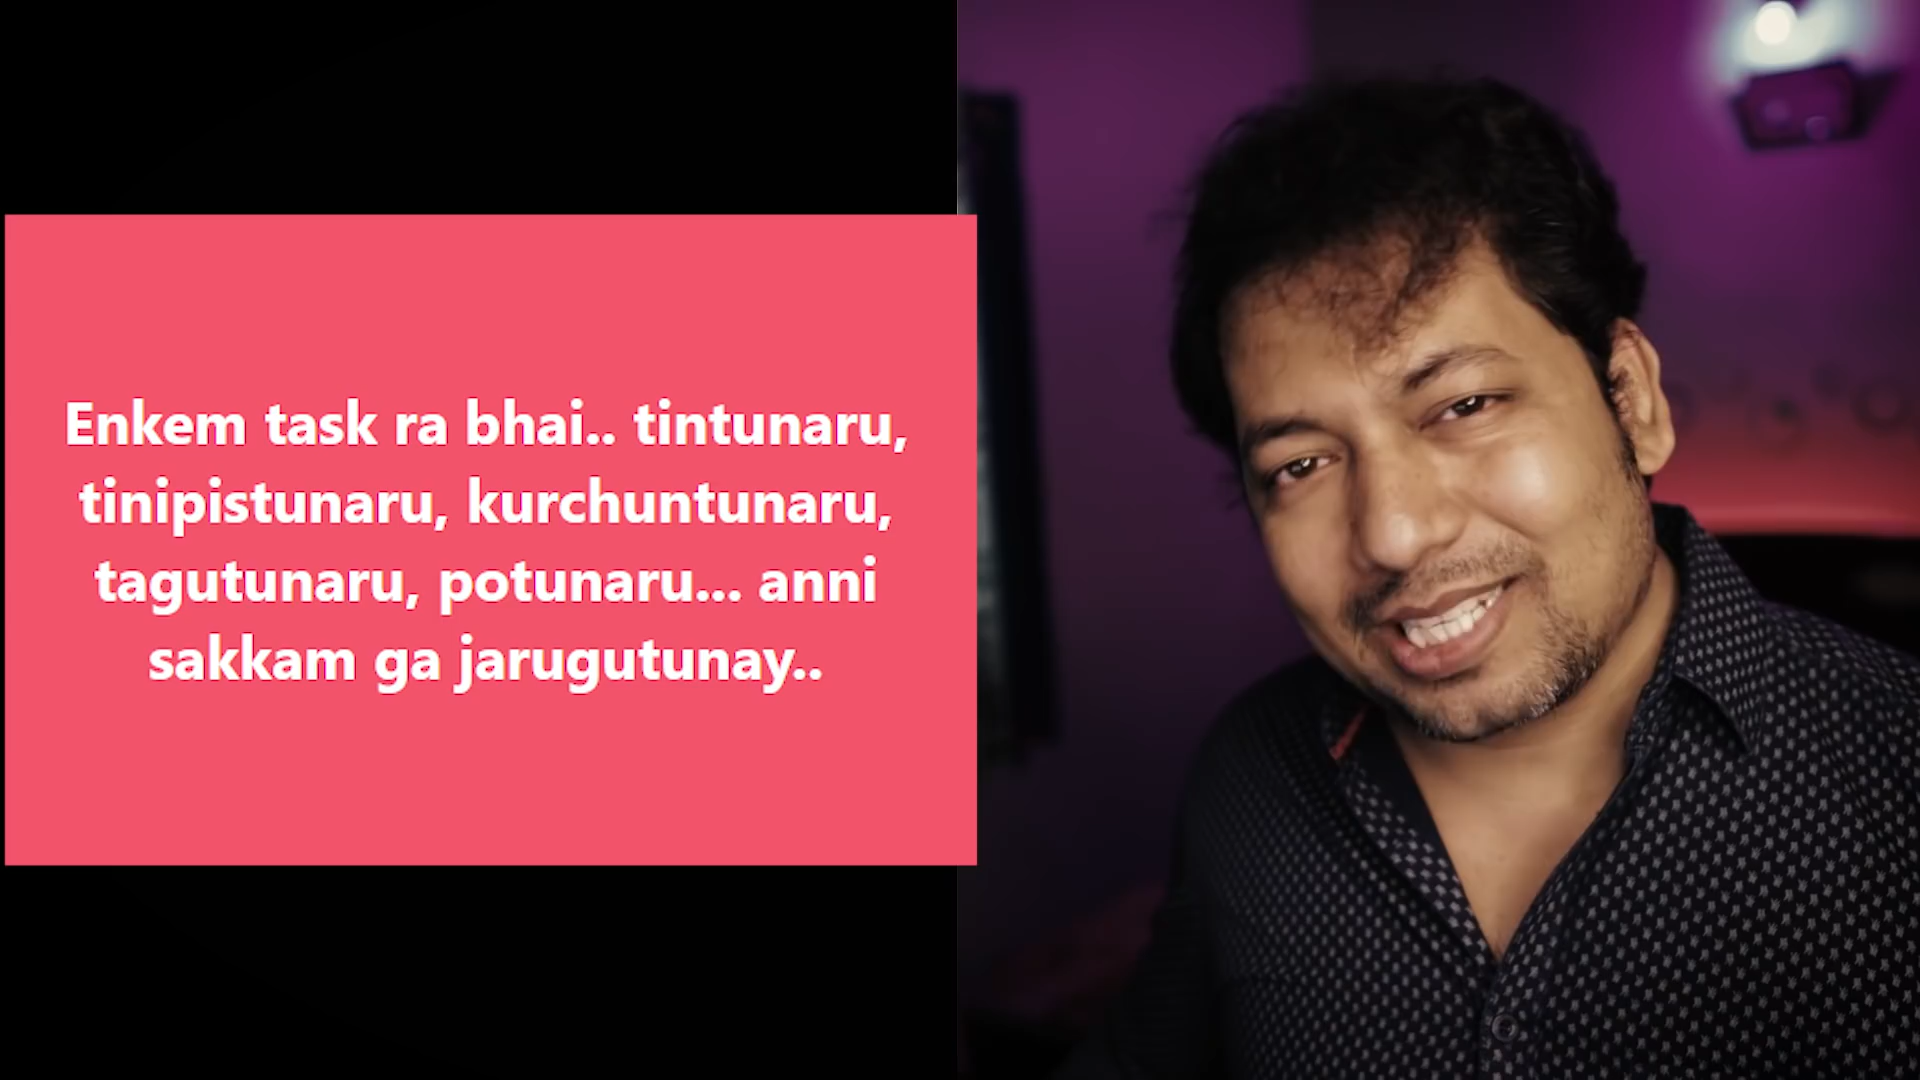 Enkem task ra bhai.. tintunaru,
tinipistunaru, kurchuntunaru,
tagutunaru, potunaru... anni
sakkam ga jarugutunay..